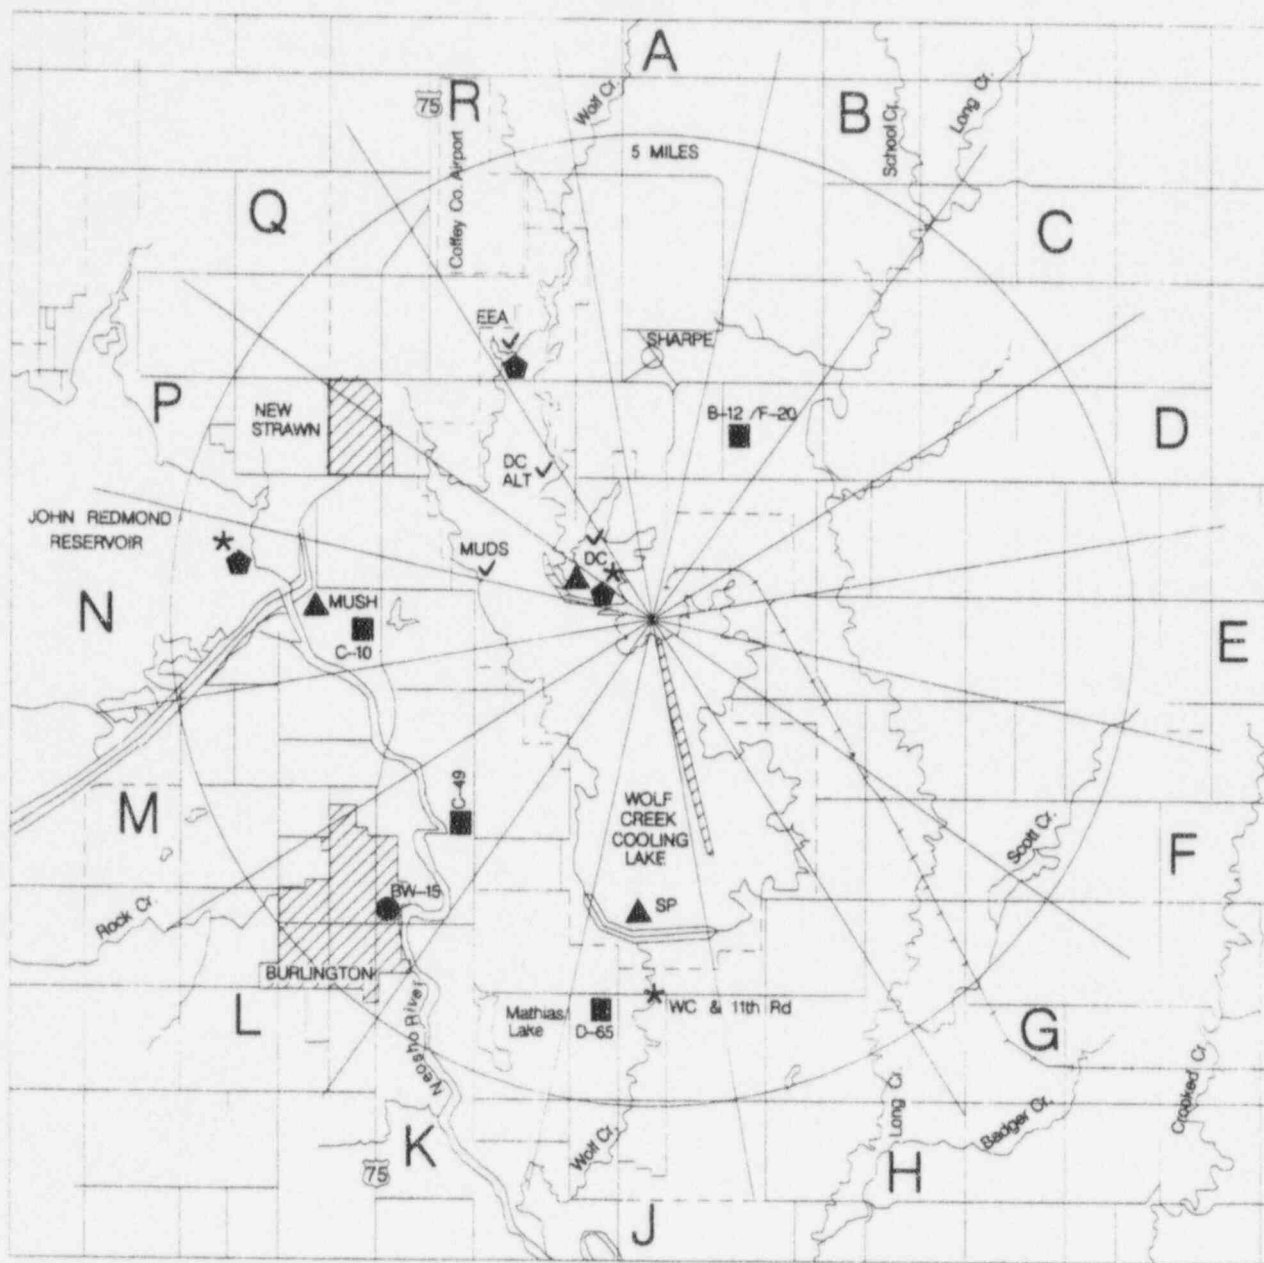 A
R
75
Wolf Cr.
B
School Cr.
Long Cr.
5 MILES
Coffey Co. Airport
Q
C
EEA
SHARPE
P
NEW
STRAWN
B-12 / F-20
D
DC
ALT
JOHN REDMOND
RESERVOIR
MUDS
DC
N
MUSH
C-10
E
M
C-49
WOLF
CREEK
COOLING
LAKE
Scott Cr.
F
BW-15
SP
Rock Cr.
BURLINGTON
L
Neosho River
Mathias
Lake
D-65
WC & 11th Rd
G
Long Cr.
Badger Cr.
Crooked Cr.
K
75
Wolf Cr.
H
J